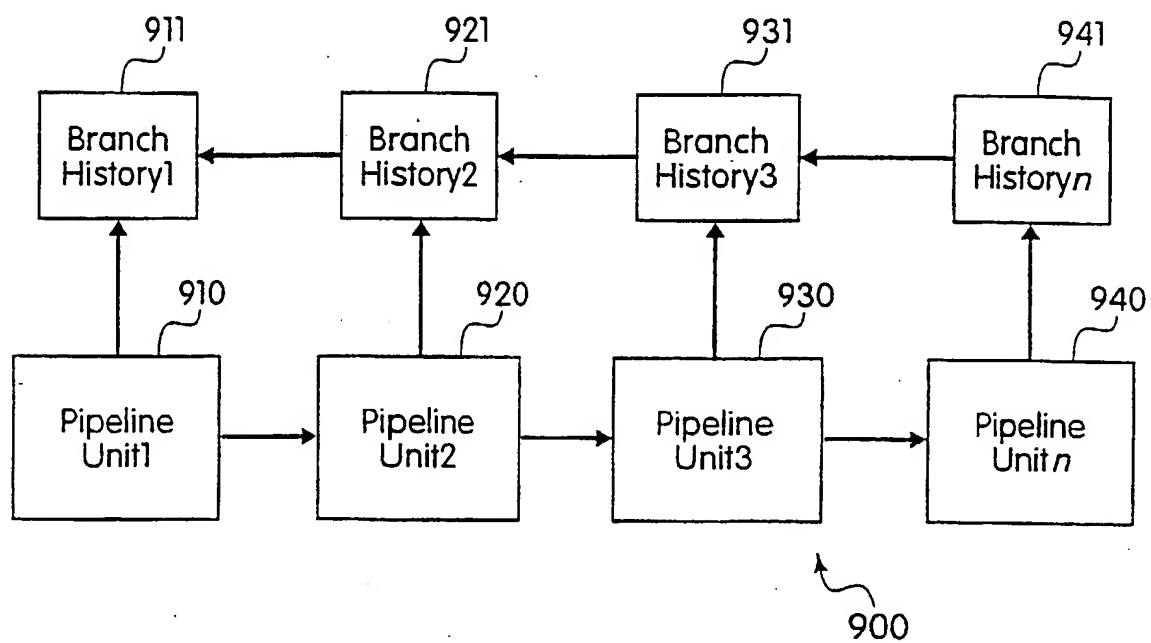 911
921
931
941
Branch
History1
Branch
History2
Branch
History3
Branch
Historyn
910
920
930
940
Pipeline
Unit1
Pipeline
Unit2
Pipeline
Unit3
Pipeline
Unitn
900